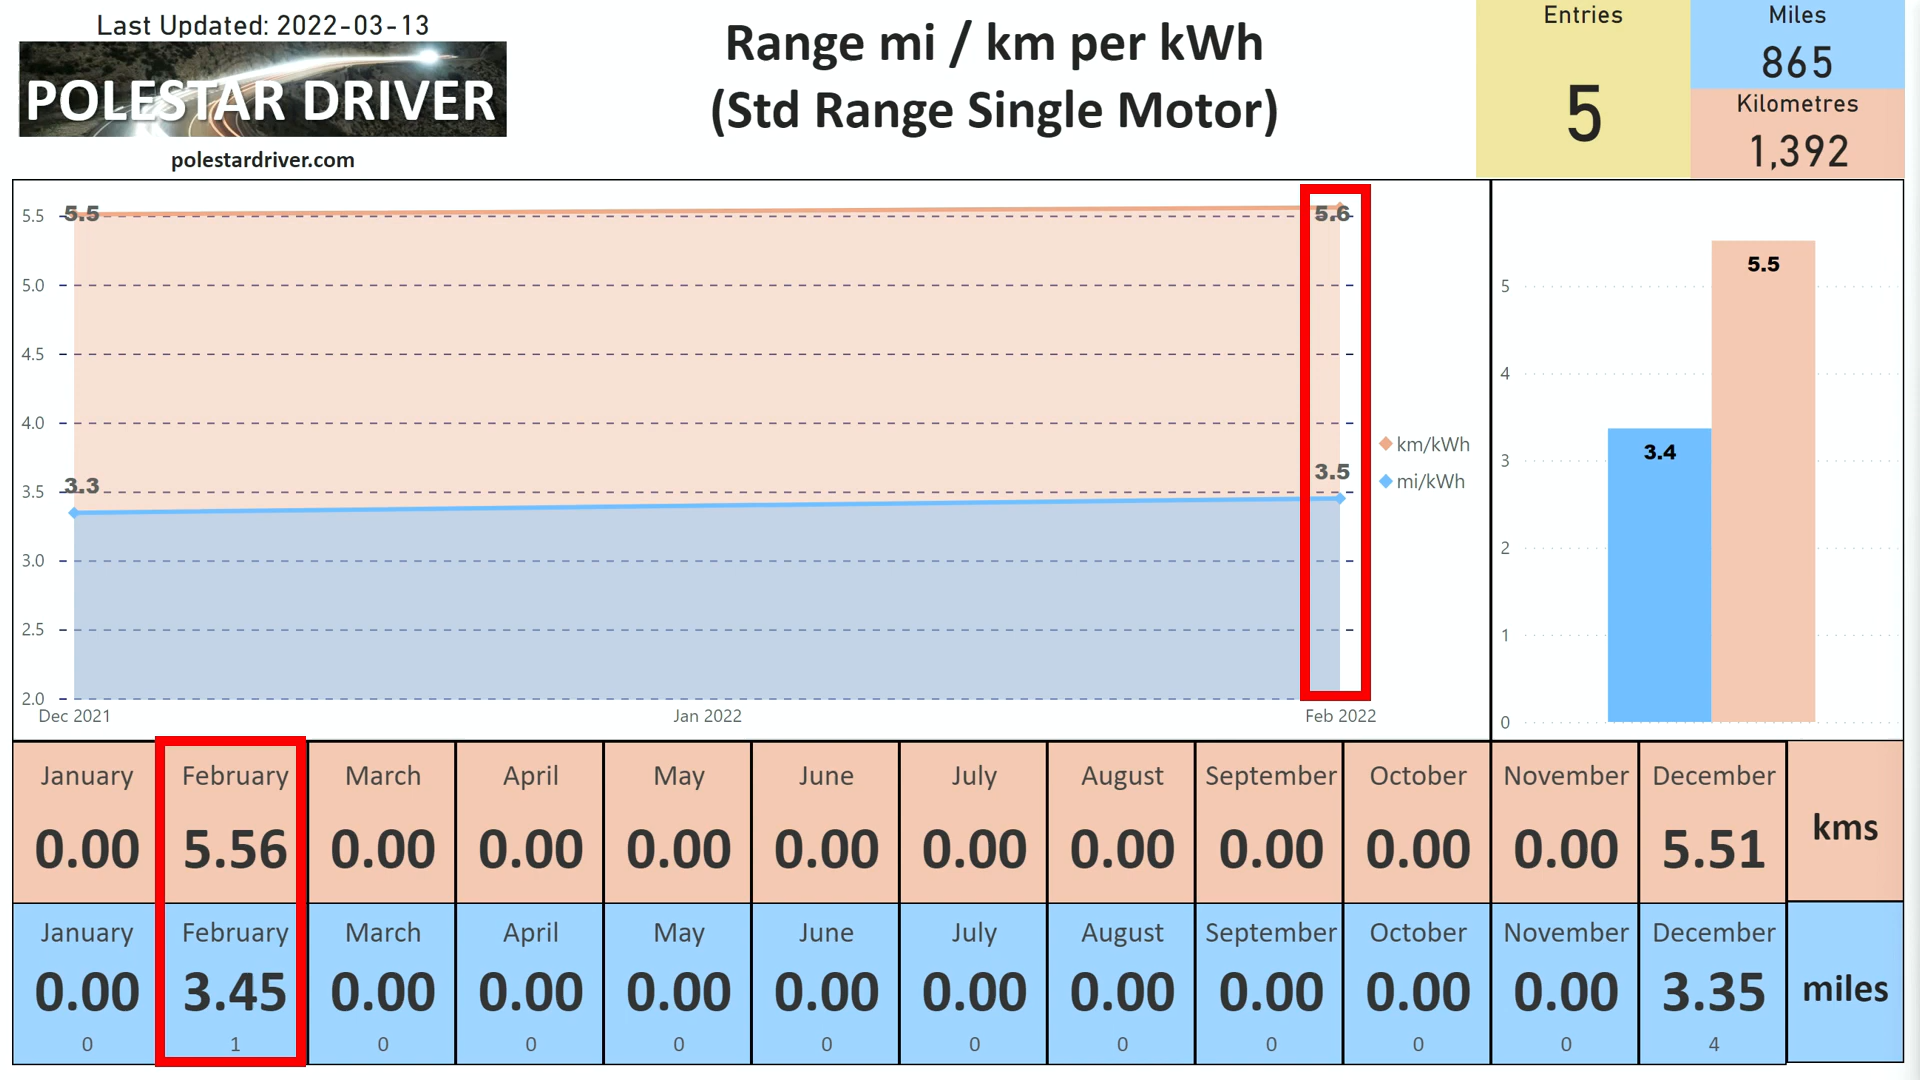 Last Updated: 2022-03-13
POLESTAR DRIVER
polestardriver.com
Range mi / km per kWh
(Std Range Single Motor)
Entries
5
Miles
865
Kilometres
1,392
5.5
5.0
4.5
4.0
3.5
3.0
2.5
2.0
5.5
5.6
3.3
3.5
Dec 2021
Jan 2022
Feb 2022
km/kWh
mi/kWh
5
4
3
2
1
0
3.4
5.5
January February March April May June July August September October November December
0.00 5.56 0.00 0.00 0.00 0.00 0.00 0.00 0.00 0.00 0.00 5.51
kms
January February March April May June July August September October November December
0.00 3.45 0.00 0.00 0.00 0.00 0.00 0.00 0.00 0.00 0.00 3.35
miles
0 1 0 0 0 0 0 0 0 0 0 4